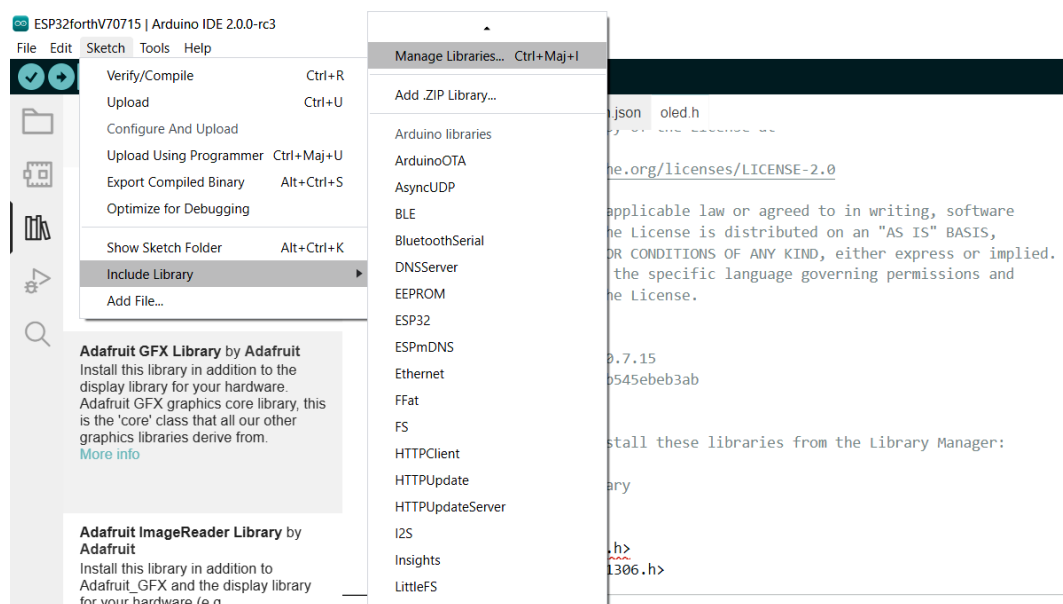 ESP32forthV70715 | Arduino IDE 2.0.0-rc3
File Edit Sketch Tools Help
Verify/Compile Ctrl+R
Upload Ctrl+U
Configure And Upload
Upload Using Programmer Ctrl+Maj+U
Export Compiled Binary Alt+Ctrl+S
Optimize for Debugging
Show Sketch Folder Alt+Ctrl+K
Include Library
Add File...
Manage Libraries... Ctrl+Maj+I
Add .ZIP Library...
Arduino libraries
ArduinoOTA
AsyncUDP
BLE
BluetoothSerial
DNSServer
EEPROM
ESP32
ESPmDNS
Ethernet
FFat
FS
HTTPClient
HTTPUpdate
HTTPUpdateServer
I2S
Insights
LittleFS
Adafruit GFX Library by Adafruit
Install this library in addition to the
display library for your hardware.
Adafruit GFX graphics core library, this
is the 'core' class that all our other
graphics libraries derive from.
More info
Adafruit ImageReader Library by
Adafruit
Install this library in addition to
Adafruit_GFX and the display library
for your hardware (e.g.
.json oled.h
of the License at
he.org/licenses/LICENSE-2.0
applicable law or agreed to in writing, software
he License is distributed on an "AS IS" BASIS,
OR CONDITIONS OF ANY KIND, either express or implied.
the specific language governing permissions and
he License.
0.7.15
b545ebeb3ab
stall these libraries from the Library Manager:
ary
.h>
1306.h>